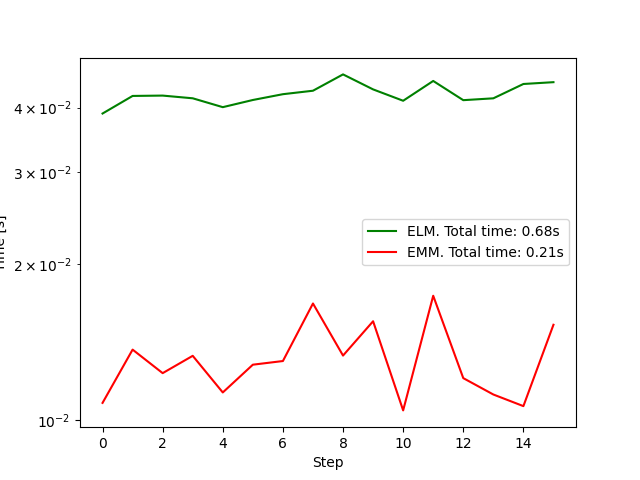 4 × 10⁻²
3 × 10⁻²
2 × 10⁻²
10⁻²
ELM. Total time: 0.68s
EMM. Total time: 0.21s
0 2 4 6 8 10 12 14
Step